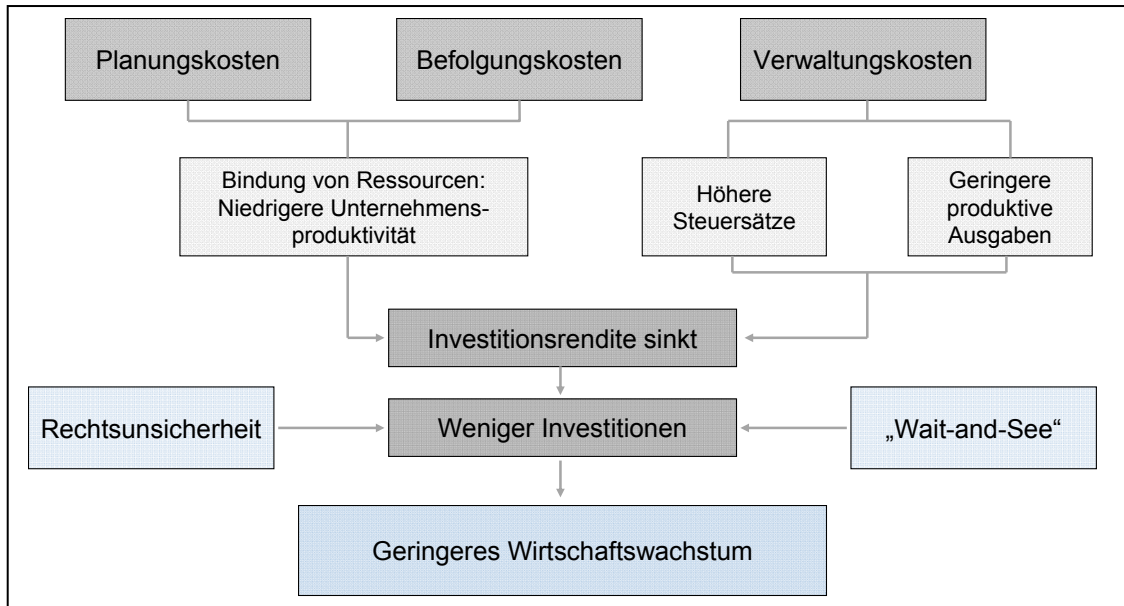 Planungskosten
Befolgungskosten
Verwaltungskosten
Bindung von Ressourcen:
Niedrigere Unternehmens-
produktivität
Höhere
Steuersätze
Geringere
produktive
Ausgaben
Investitionsrendite sinkt
Rechtsunsicherheit
Weniger Investitionen
„Wait-and-See“
Geringeres Wirtschaftswachstum